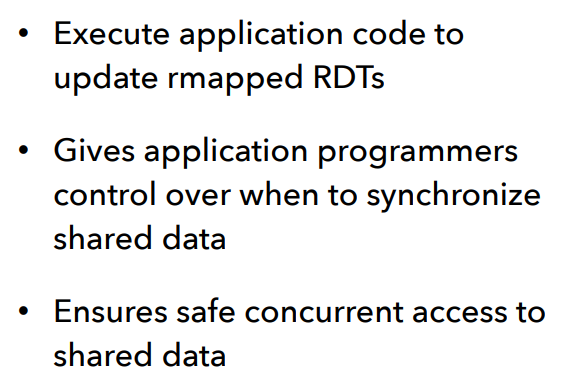 • Execute application code to
update rmapped RDTs
• Gives application programmers
control over when to synchronize
shared data
• Ensures safe concurrent access to
shared data